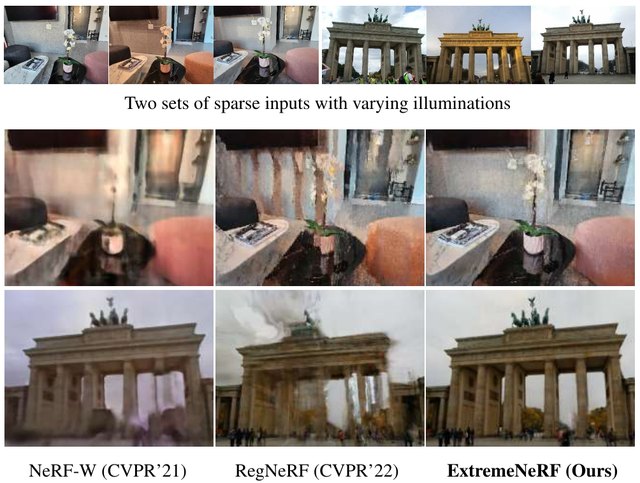 Two sets of sparse inputs with varying illuminations
NeRF-W (CVPR'21) RegNeRF (CVPR'22) ExtremeNeRF (Ours)